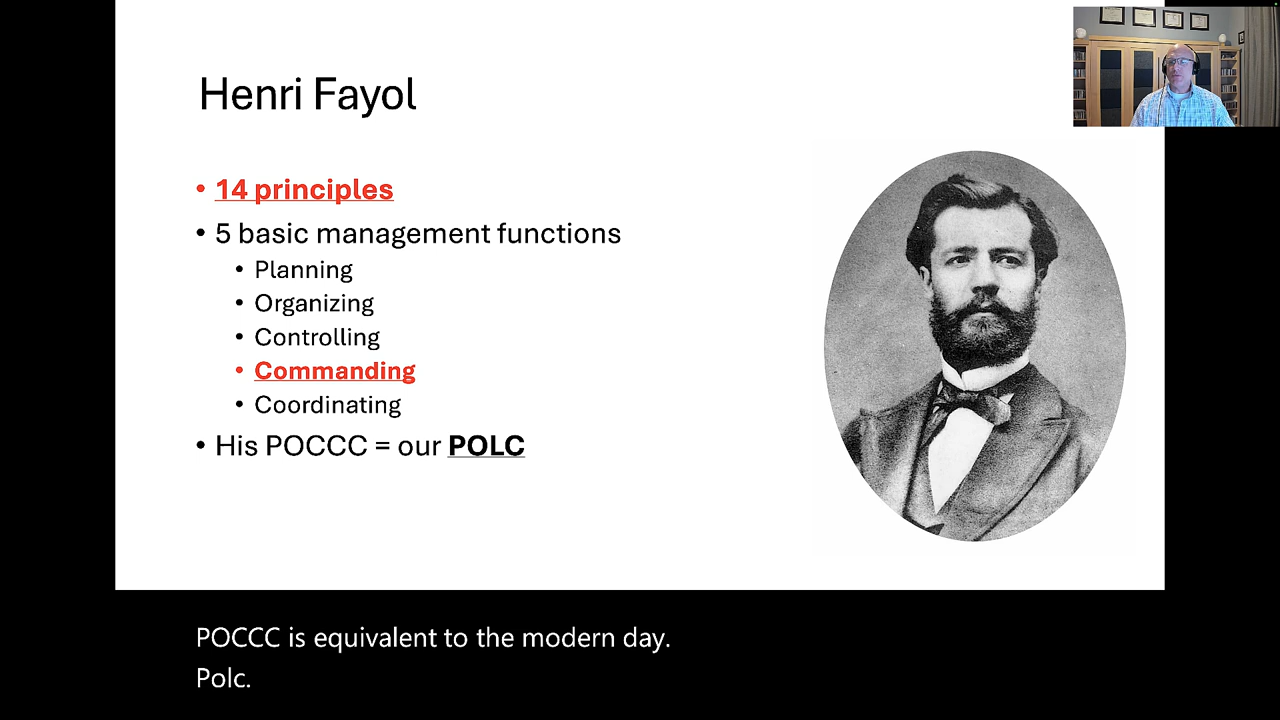 Henri Fayol
• 14 principles
• 5 basic management functions
• Planning
• Organizing
• Controlling
• Commanding
• Coordinating
• His POCCC = our POLC
POCCC is equivalent to the modern day.
Polc.